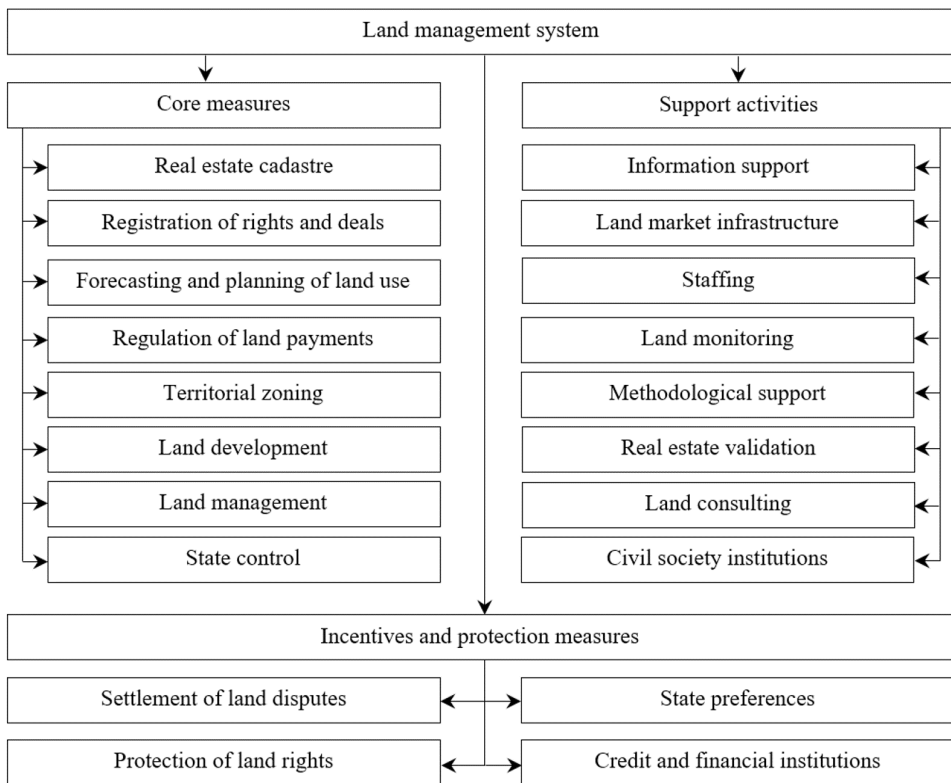 Land management system
Core measures
Support activities
Real estate cadastre
Information support
Registration of rights and deals
Land market infrastructure
Forecasting and planning of land use
Staffing
Regulation of land payments
Land monitoring
Territorial zoning
Methodological support
Land development
Real estate validation
Land management
Land consulting
State control
Civil society institutions
Incentives and protection measures
Settlement of land disputes
State preferences
Protection of land rights
Credit and financial institutions